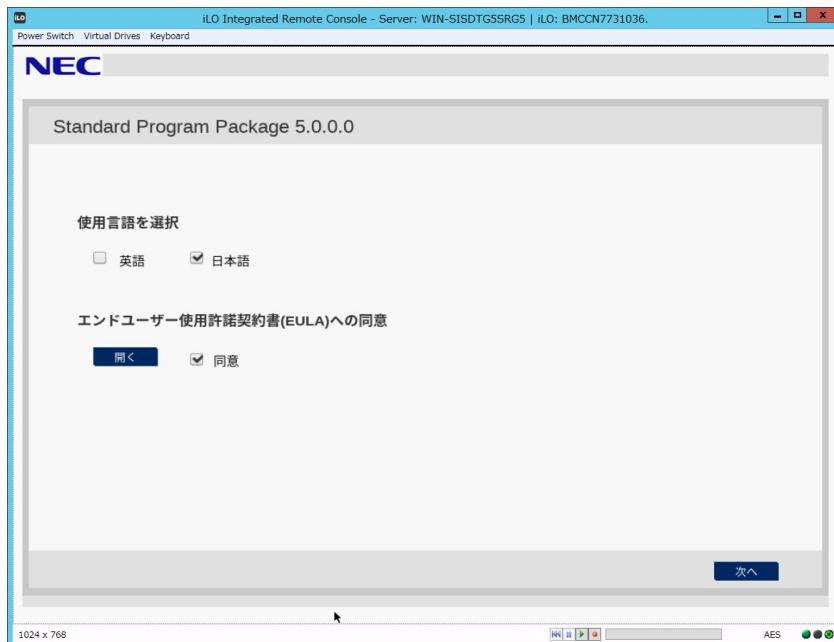 iLO
iLO Integrated Remote Console - Server: WIN-SISDTG5SRG5 | iLO: BMCCN7731036.
Power Switch Virtual Drives Keyboard
NEC
Standard Program Package 5.0.0.0
使用言語を選択
英語 日本語
エンドユーザー使用許諾契約書(EULA)への同意
開く 同意
次へ
1024 x 768 AES